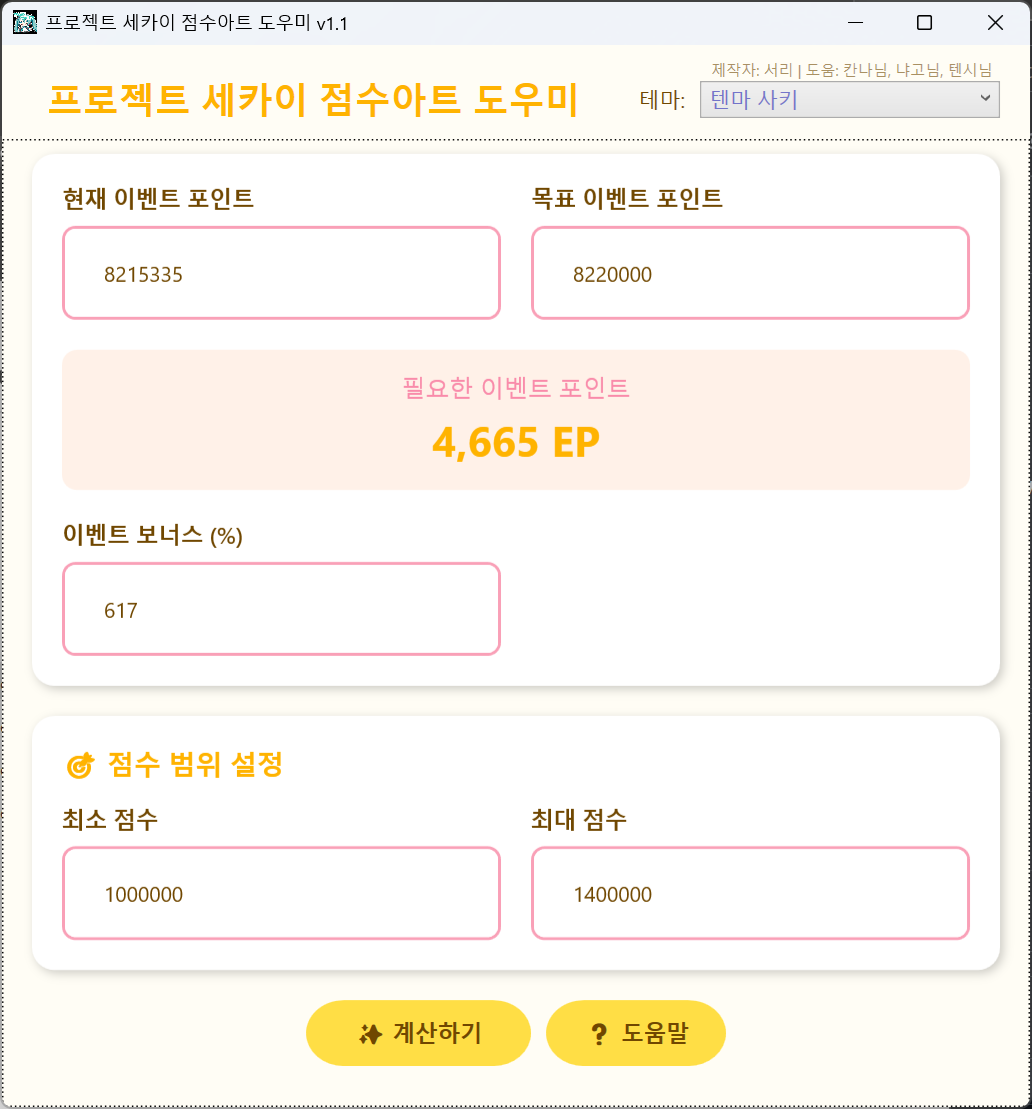 프로젝트 세카이 점수아트 도우미 v1.1
제작자: 서리 | 도움: 칸나님, 냐고님, 텐시님
프로젝트 세카이 점수아트 도우미
테마: 텐마 사키
현재 이벤트 포인트
목표 이벤트 포인트
8215335
8220000
필요한 이벤트 포인트
4,665 EP
이벤트 보너스 (%)
617
점수 범위 설정
최소 점수
최대 점수
1000000
1400000
계산하기
? 도움말